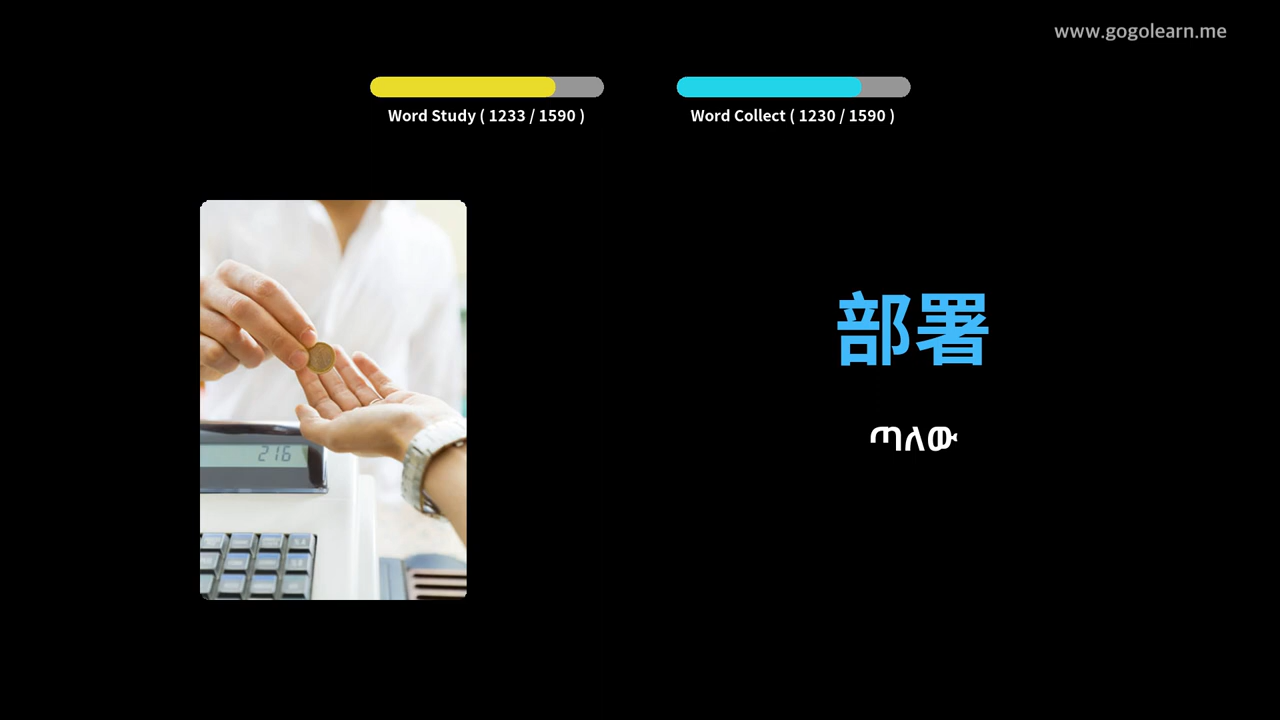 www.gogolearn.me
Word Study ( 1233 / 1590 )
Word Collect ( 1230 / 1590 )
部署
ጣለው
216